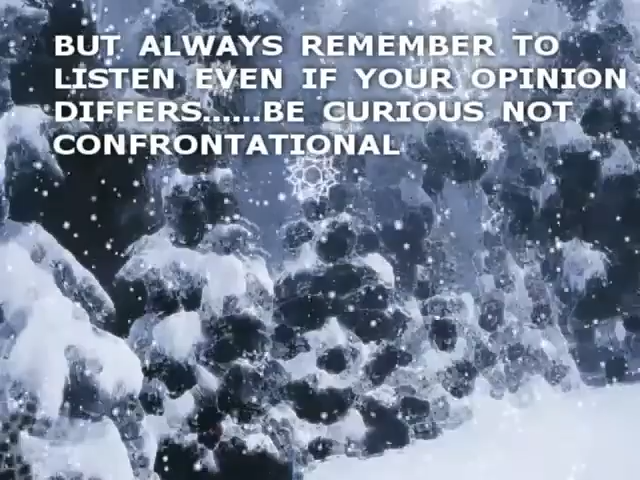 BUT ALWAYS REMEMBER TO
LISTEN EVEN IF YOUR OPINION
DIFFERS......BE CURIOUS NOT
CONFRONTATIONAL